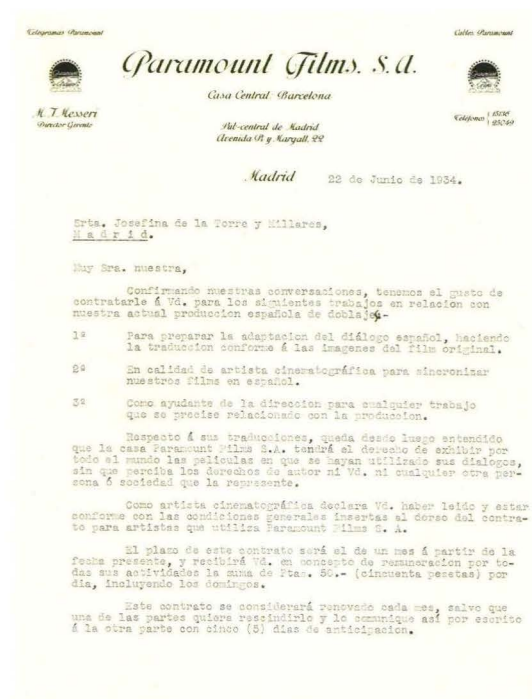 Telegramas Paramount
Cables Paramount
Paramount Films, S.A.
Casa Central: Barcelona
M. T. Messeri
Director Gerente
Teléfonos
Sub-central de Madrid
Avenida Pi y Margall, 22
Madrid 22 de Junio de 1934.
Srta. Josefina de la Torre y Millares,
M a d r i d.
Muy Sra. nuestra,
Confirmando nuestras conversaciones, tenemos el gusto de
contratarle á Vd. para los siguientes trabajos en relacion con
nuestra actual produccion española de doblajes-
1º Para preparar la adaptacion del diálogo español, haciendo
la traduccion conforme á las imagenes del film original.
2º En calidad de artista cinematográfica para sincronizar
nuestros films en español.
3º Como ayudante de la direccion para cualquier trabajo
que se precise relacionado con la produccion.
Respecto á sus traducciones, queda desde luego entendido
que la casa Paramount Films S.A. tendrá el derecho de exhibir por
todo el mundo las peliculas en que se hayan utilizado sus dialogos,
sin que perciba los derechos de autor ni Vd. ni cualquier otra per-
sona ó sociedad que la represente.
Como artista cinematográfica declara Vd. haber leido y estar
conforme con las condiciones generales insertas al dorso del contra-
to para artistas que utiliza Paramount Films S. A.
El plazo de este contrato será el de un mes á partir de la
fecha presente, y recibirá Vd. en concepto de remuneracion por to-
das sus actividades la suma de Ptas. 50.- (cincuenta pesetas) por
dia, incluyendo los domingos.
Este contrato se considerará renovado cada mes, salvo que
una de las partes quiera rescindirlo y lo comunique así por escrito
á la otra parte con cinco (5) dias de anticipacion.